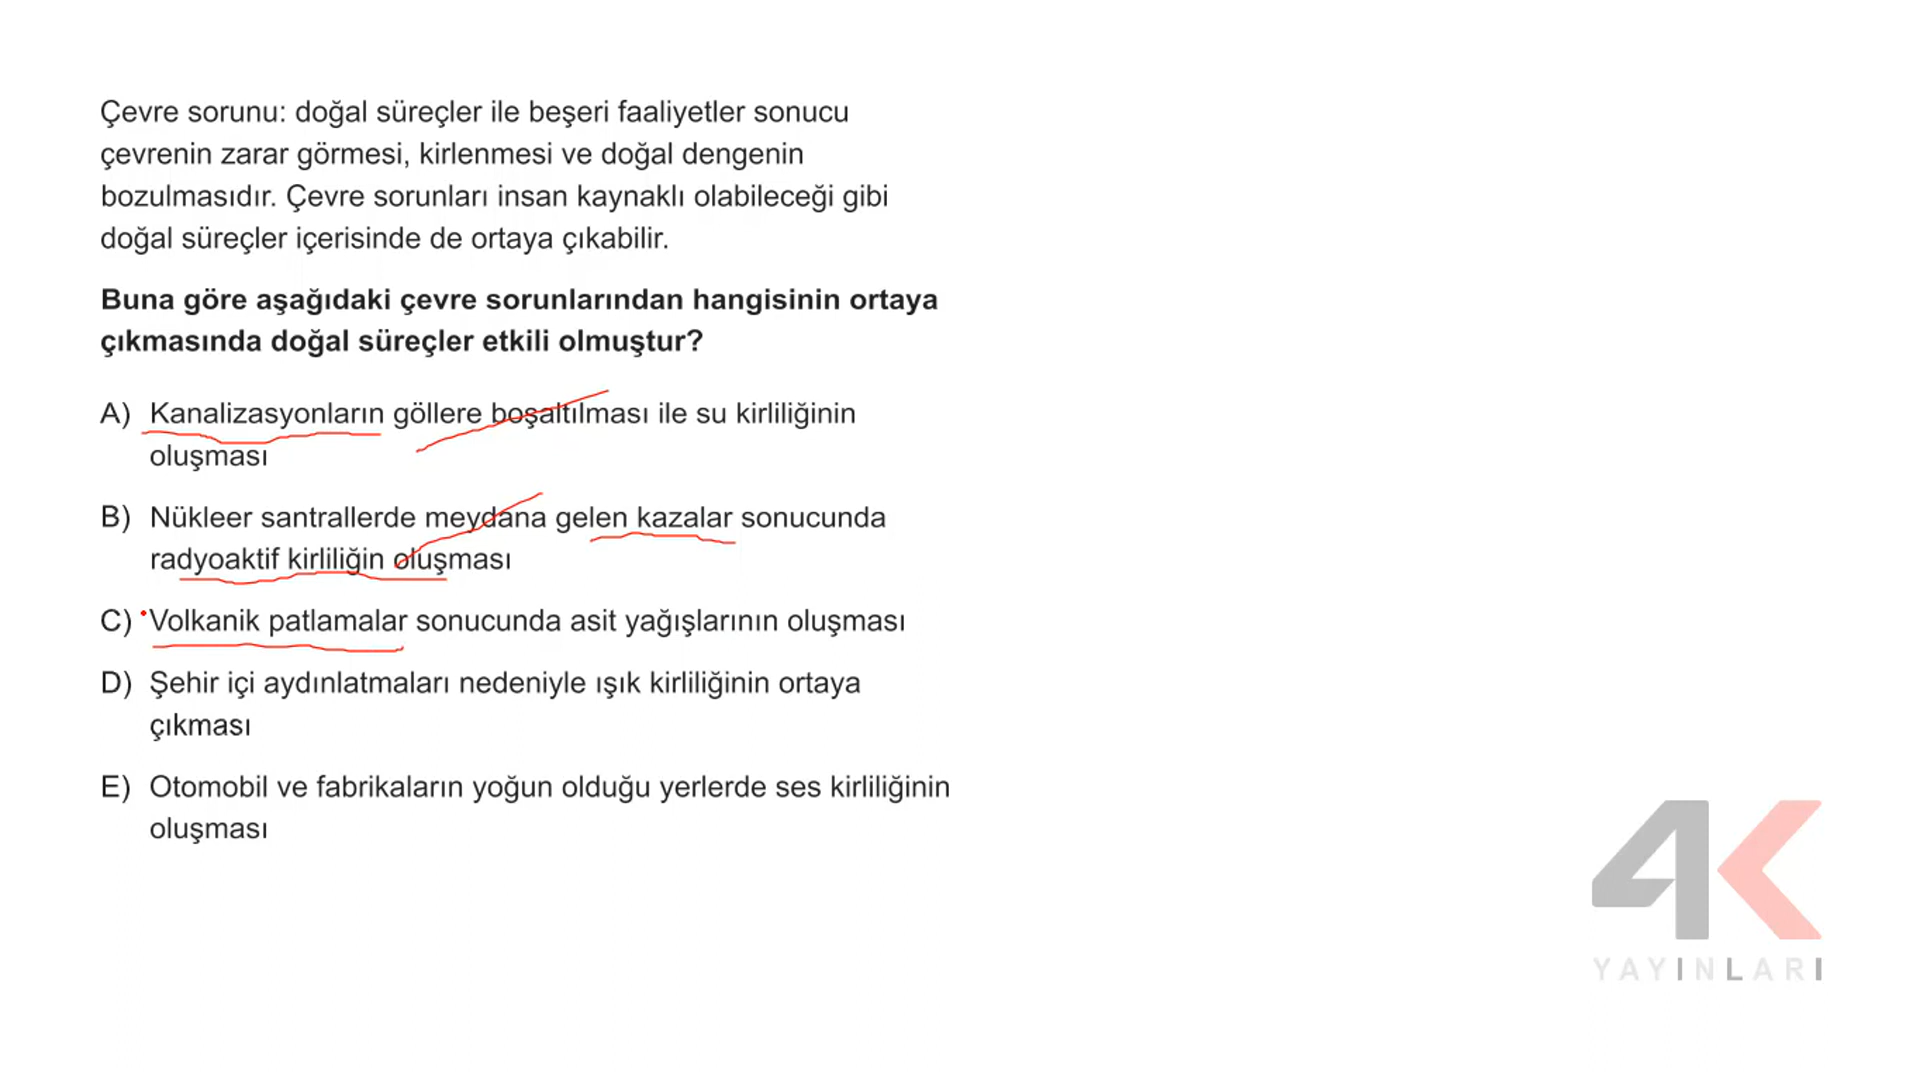 Çevre sorunu: doğal süreçler ile beşeri faaliyetler sonucu
çevrenin zarar görmesi, kirlenmesi ve doğal dengenin
bozulmasıdır. Çevre sorunları insan kaynaklı olabileceği gibi
doğal süreçler içerisinde de ortaya çıkabilir.
Buna göre aşağıdaki çevre sorunlarından hangisinin ortaya
çıkmasında doğal süreçler etkili olmuştur?
A) Kanalizasyonların göllere boşaltılması ile su kirliliğinin
oluşması
B) Nükleer santrallerde meydana gelen kazalar sonucunda
radyoaktif kirliliğin oluşması
C) Volkanik patlamalar sonucunda asit yağışlarının oluşması
D) Şehir içi aydınlatmaları nedeniyle ışık kirliliğinin ortaya
çıkması
E) Otomobil ve fabrikaların yoğun olduğu yerlerde ses kirliliğinin
oluşması
4K
YAYINLARI